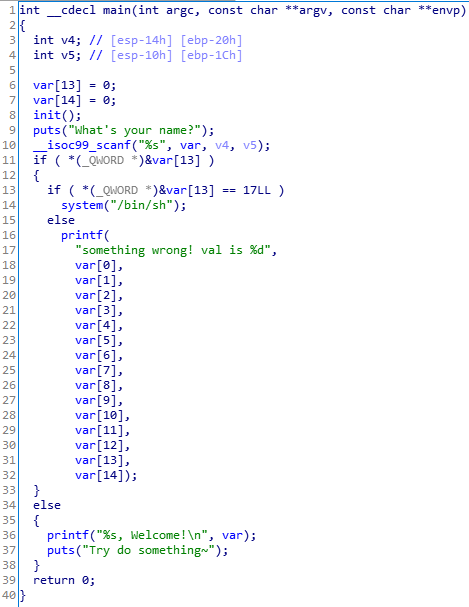 1 int __cdecl main(int argc, const char **argv, const char **envp)
2 {
3   int v4; // [esp-14h] [ebp-20h]
4   int v5; // [esp-10h] [ebp-1Ch]
5
6   var[13] = 0;
7   var[14] = 0;
8   init();
9   puts("What's your name?");
10   __isoc99_scanf("%s", var, v4, v5);
11   if ( *(_QWORD *)&var[13] )
12   {
13     if ( *(_QWORD *)&var[13] == 17LL )
14       system("/bin/sh");
15     else
16       printf(
17         "something wrong! val is %d",
18         var[0],
19         var[1],
20         var[2],
21         var[3],
22         var[4],
23         var[5],
24         var[6],
25         var[7],
26         var[8],
27         var[9],
28         var[10],
29         var[11],
30         var[12],
31         var[13],
32         var[14]);
33   }
34   else
35   {
36     printf("%s, Welcome!\n", var);
37     puts("Try do something~");
38   }
39   return 0;
40 }